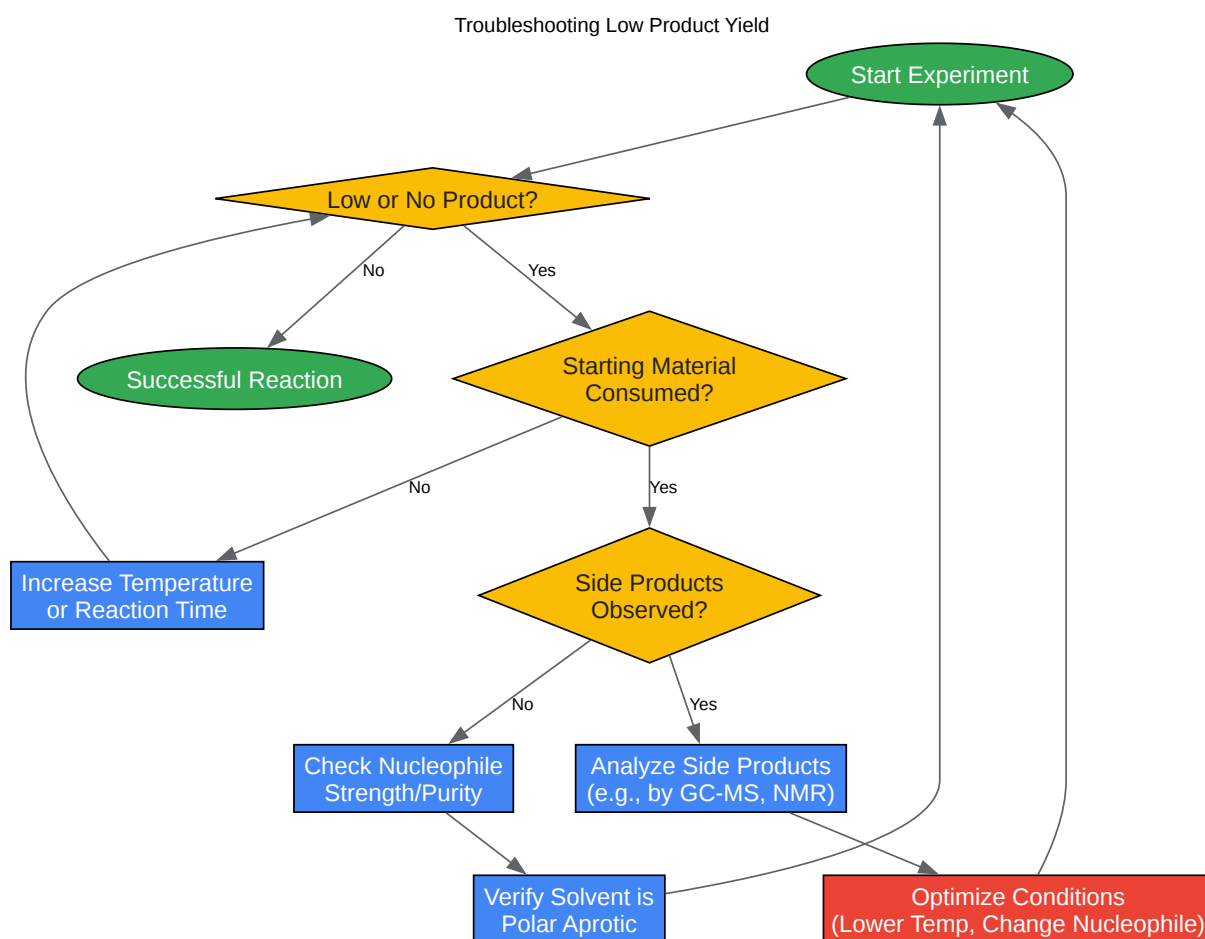 Troubleshooting Low Product Yield
Start Experiment
Low or No Product?
No
Yes
Starting Material
Consumed?
Successful Reaction
No
Yes
Increase Temperature
or Reaction Time
Side Products
Observed?
No
Yes
Check Nucleophile
Strength/Purity
Analyze Side Products
(e.g., by GC-MS, NMR)
Verify Solvent is
Polar Aprotic
Optimize Conditions
(Lower Temp, Change Nucleophile)